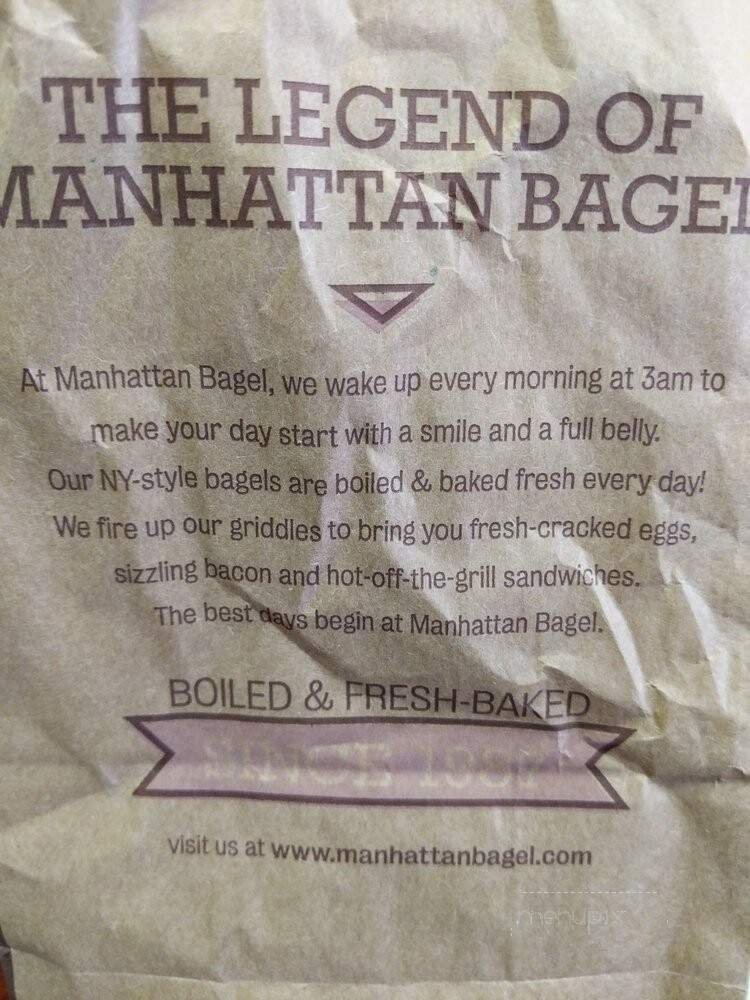 THE LEGEND OF
MANHATTAN BAGEL
At Manhattan Bagel, we wake up every morning at 3am to
make your day start with a smile and a full belly.
Our NY-style bagels are boiled & baked fresh every day!
We fire up our griddles to bring you fresh-cracked eggs,
sizzling bacon and hot-off-the-grill sandwiches.
The best days begin at Manhattan Bagel.
BOILED & FRESH-BAKED
SINCE
visit us at www.manhattanbagel.com
menupix